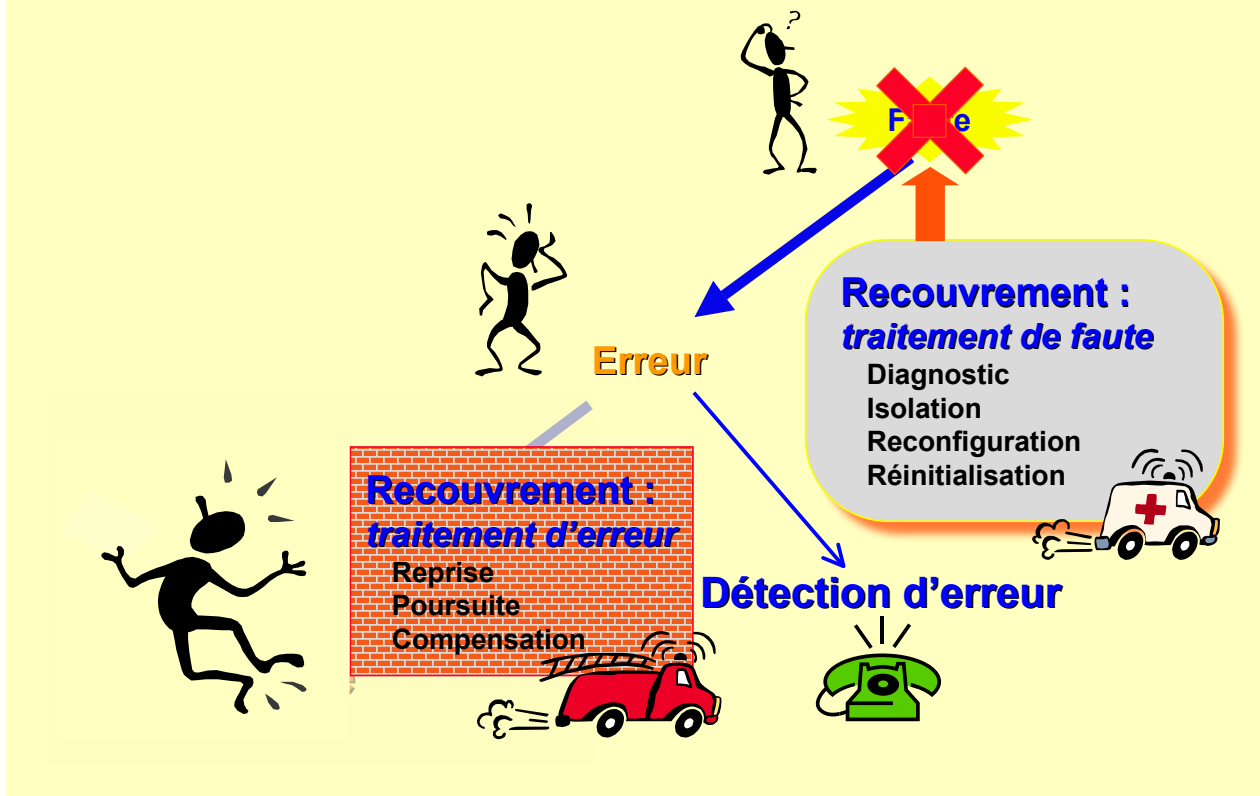 ?
Recouvrement :
traitement de faute
Diagnostic
Isolation
Reconfiguration
Réinitialisation
Erreur
Recouvrement :
traitement d'erreur
Reprise
Poursuite
Compensation
Détection d'erreur